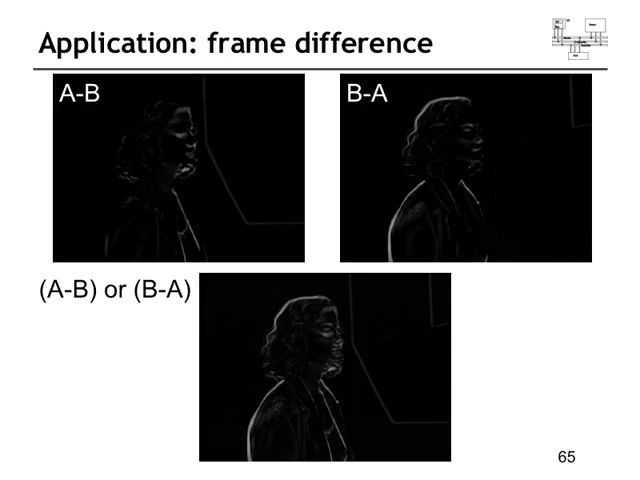 Application: frame difference
A-B
B-A
(A-B) or (B-A)
65